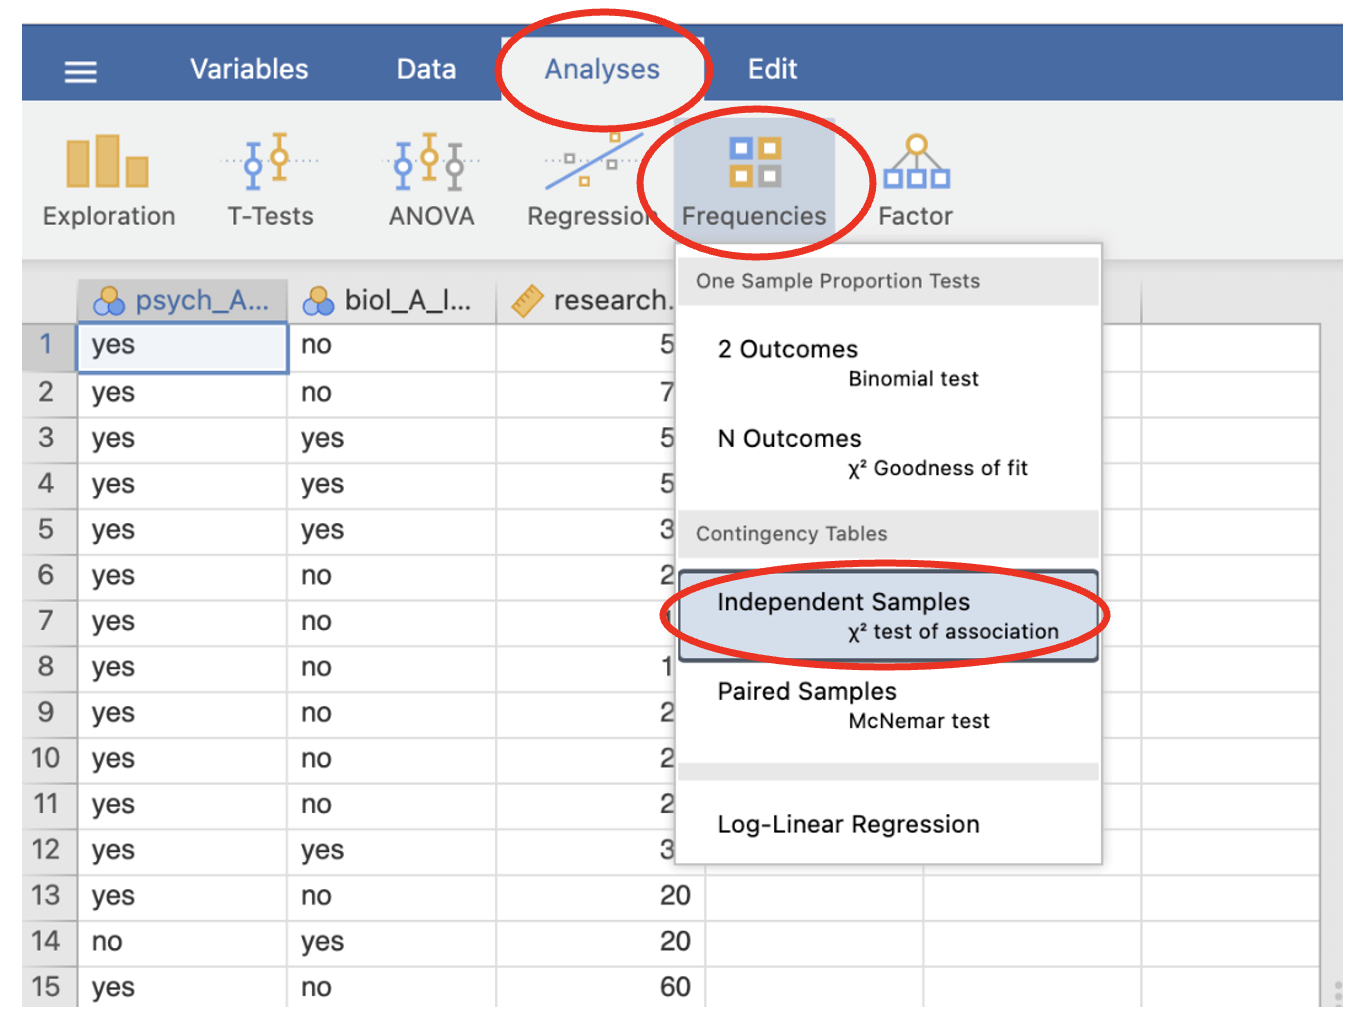 Variables Data Analyses Edit
Exploration T-Tests ANOVA Regression Frequencies Factor
One Sample Proportion Tests
2 Outcomes
Binomial test
N Outcomes
χ² Goodness of fit
Contingency Tables
Independent Samples
χ² test of association
Paired Samples
McNemar test
Log-Linear Regression
psych_A... biol_A_l... research.
1 yes no 5
2 yes no 7
3 yes yes 5
4 yes yes 5
5 yes yes 3
6 yes no 2
7 yes no
8 yes no 1
9 yes no 2
10 yes no 2
11 yes no 2
12 yes yes 3
13 yes no 20
14 no yes 20
15 yes no 60